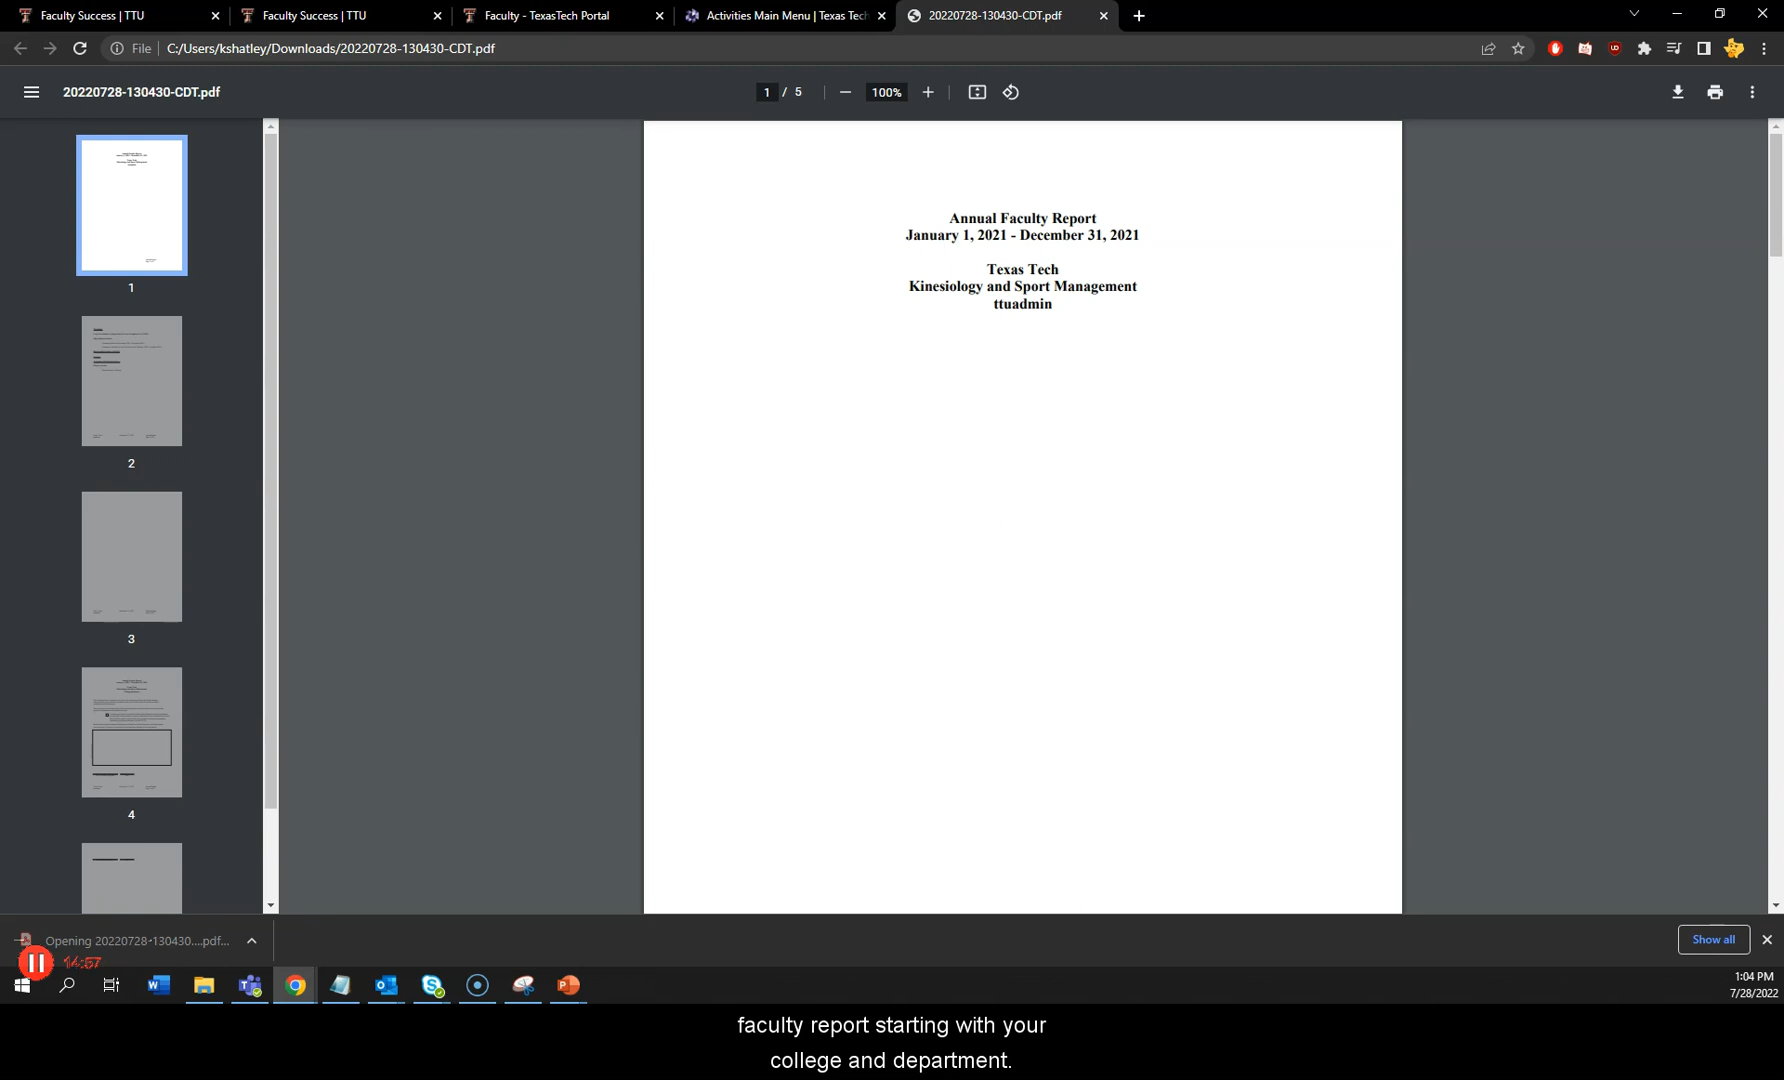 Faculty Success | TTU
Faculty Success | TTU
Faculty - TexasTech Portal
Activities Main Menu | Texas Tech
20220728-130430-CDT.pdf
File
C:/Users/kshatley/Downloads/20220728-130430-CDT.pdf
20220728-130430-CDT.pdf
1 / 5
100%
1
2
3
4
Annual Faculty Report
January 1, 2021 - December 31, 2021
Texas Tech
Kinesiology and Sport Management
ttuadmin
Opening 20220728-130430....pdf...
Show all
14:57
1:04 PM
7/28/2022
faculty report starting with your
college and department.